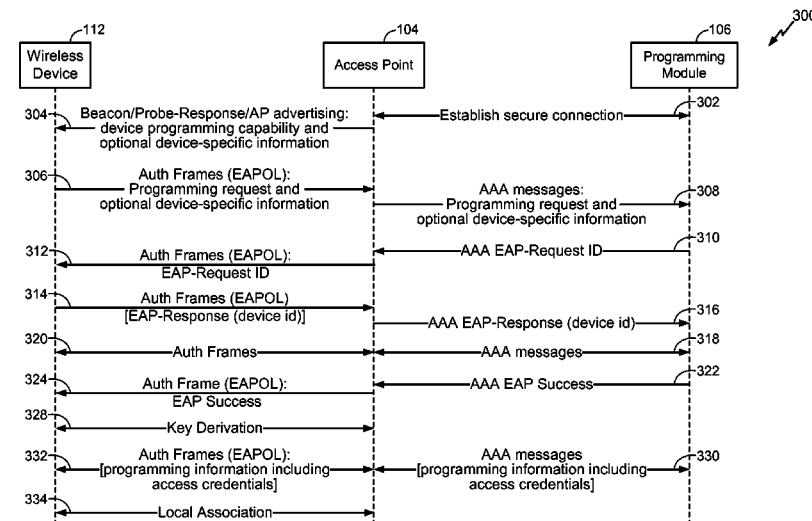 300
112
104
106
Wireless
Device
Access Point
Programming
Module
304
Beacon/Probe-Response/AP advertising:
device programming capability and
optional device-specific information
Establish secure connection
302
306
Auth Frames (EAPOL):
Programming request and
optional device-specific information
AAA messages:
Programming request and
optional device-specific information
308
312
Auth Frames (EAPOL):
EAP-Request ID
AAA EAP-Request ID
310
314
Auth Frames (EAPOL)
[EAP-Response (device id)]
AAA EAP-Response (device id)
316
320
Auth Frames
AAA messages
318
324
Auth Frame (EAPOL):
EAP Success
AAA EAP Success
322
328
Key Derivation
332
Auth Frames (EAPOL):
[programming information including
access credentials]
AAA messages
[programming information including
access credentials]
330
334
Local Association